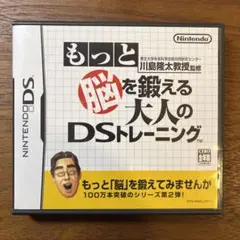 もっと
東北大学未来科学技術共同研究センター
川島隆太教授監修
Nintendo
脳を鍛える
大人の
DSトレーニング
NINTENDO DS
もっと「脳」を鍛えてみませんか
100万本突破のシリーズ第2弾!